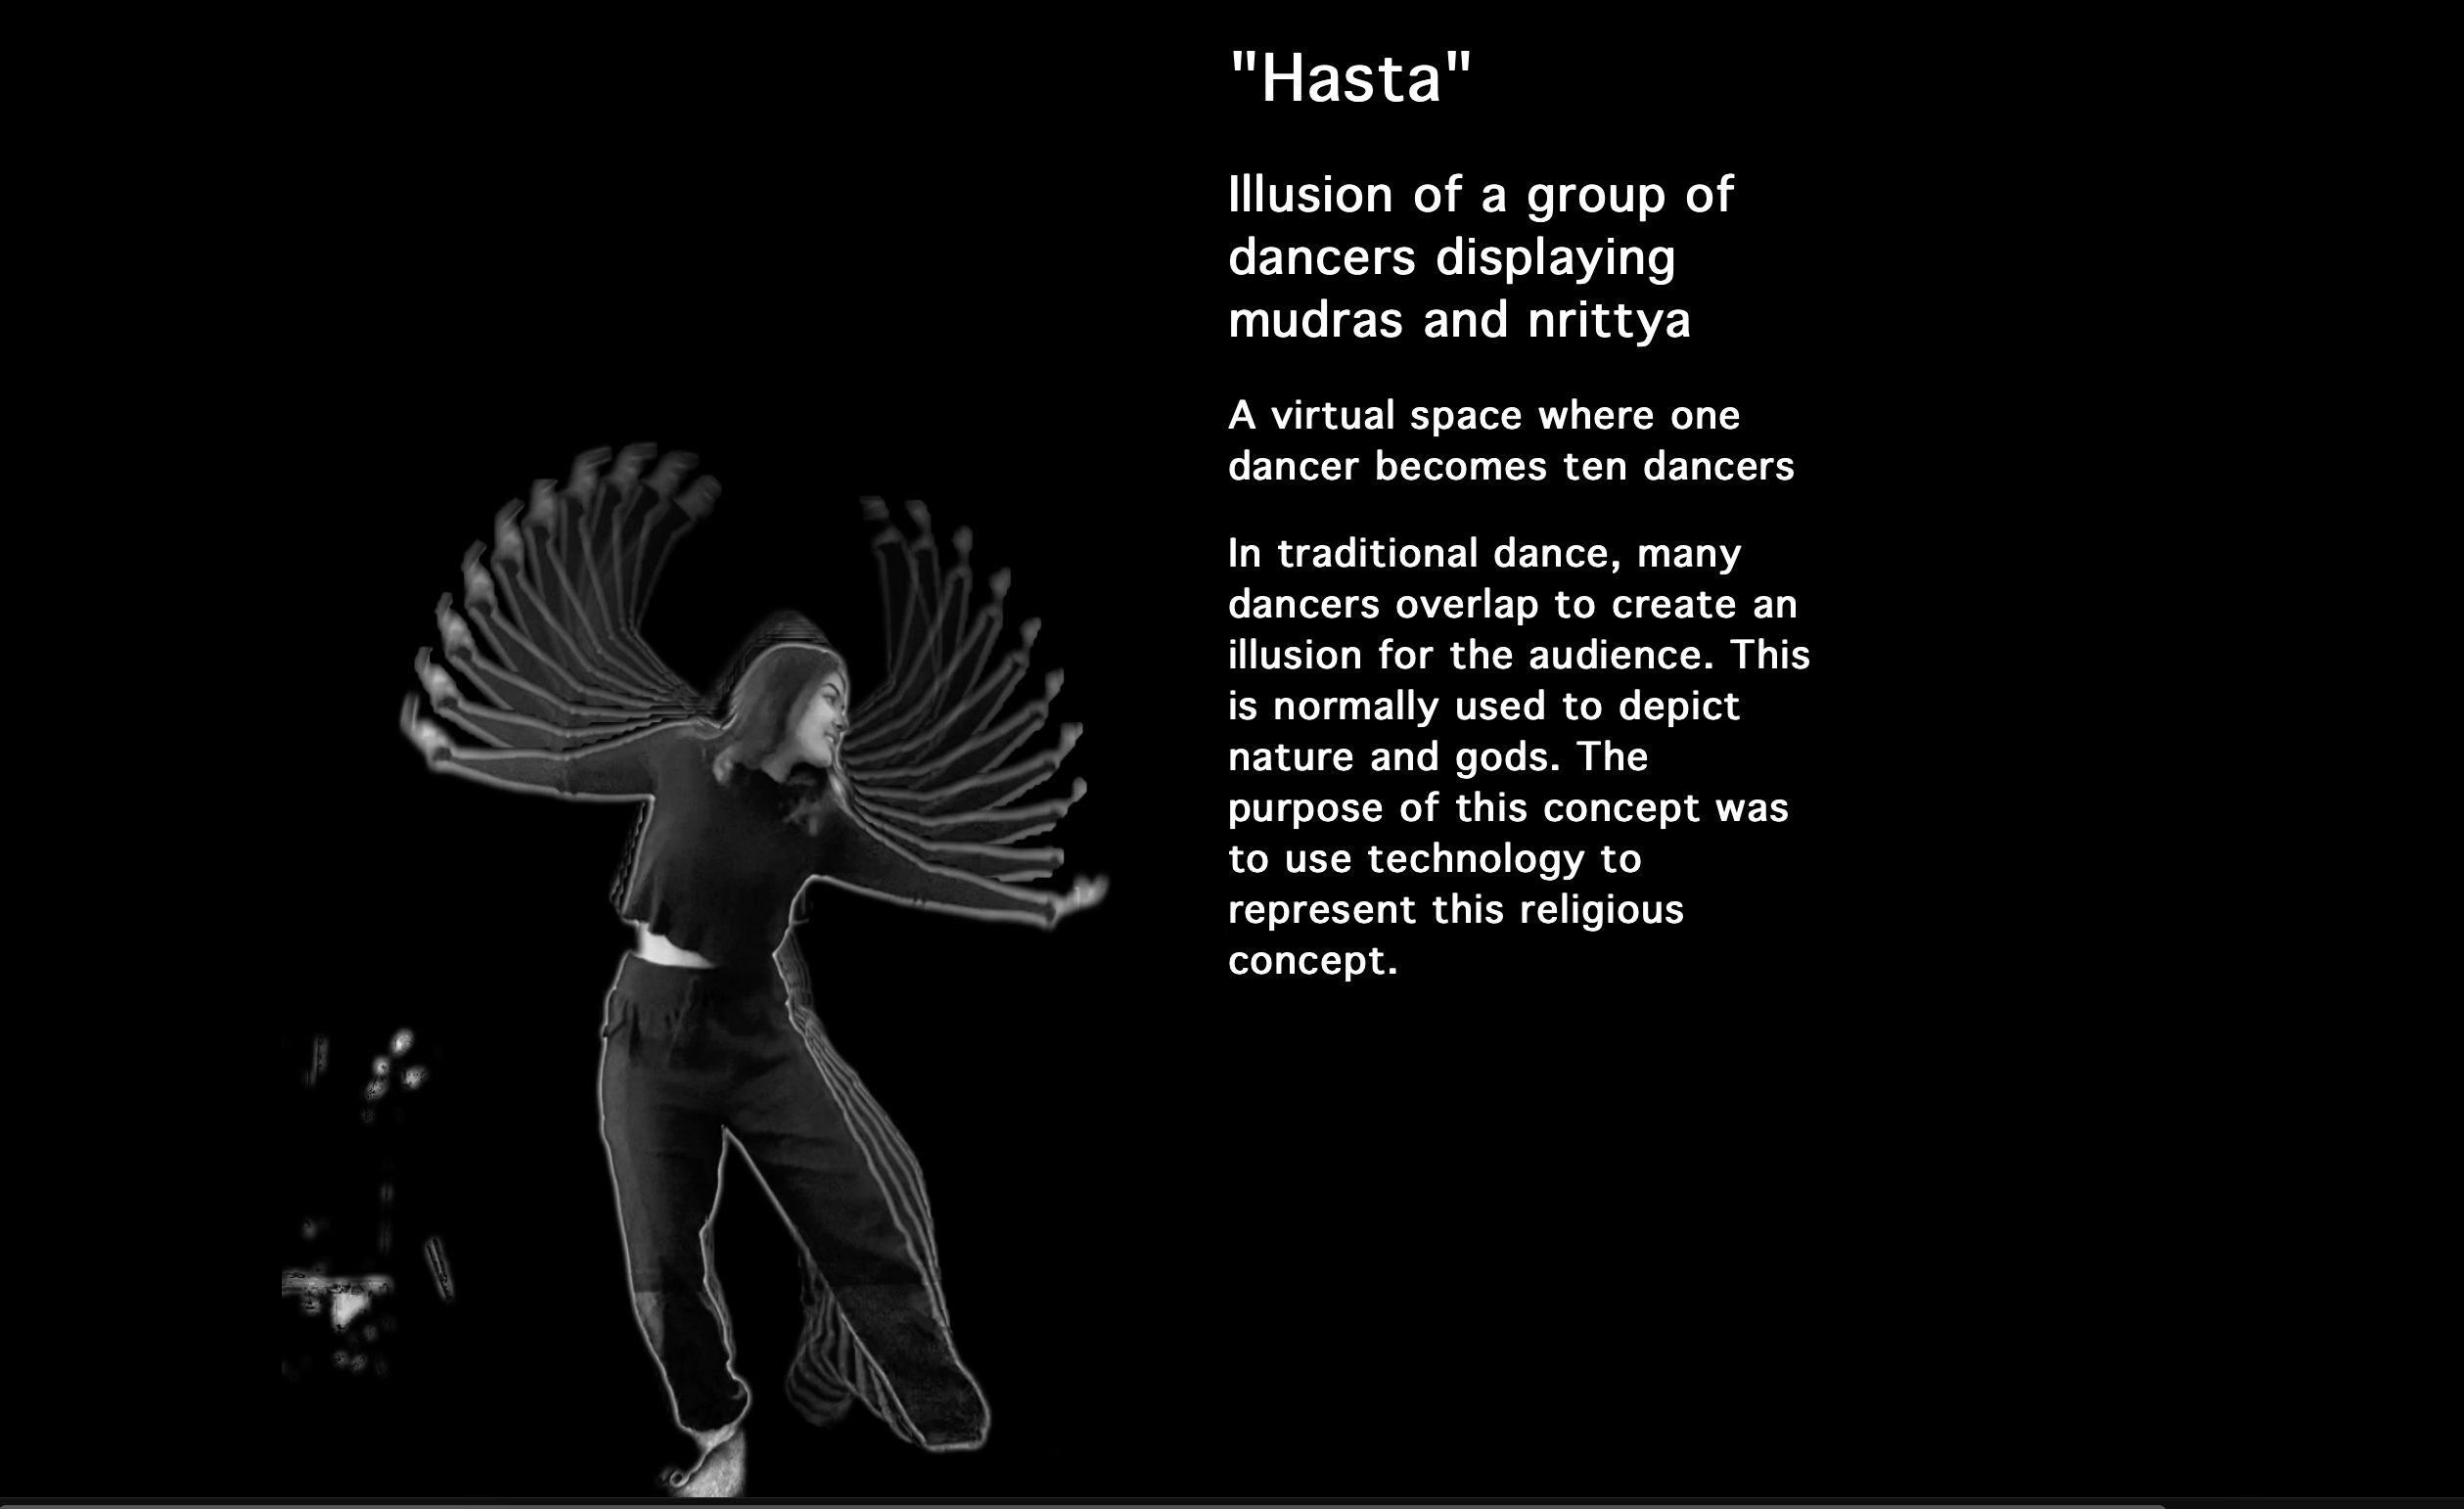 "Hasta"
Illusion of a group of
dancers displaying
mudras and nrittya
A virtual space where one
dancer becomes ten dancers
In traditional dance, many
dancers overlap to create an
illusion for the audience. This
is normally used to depict
nature and gods. The
purpose of this concept was
to use technology to
represent this religious
concept.